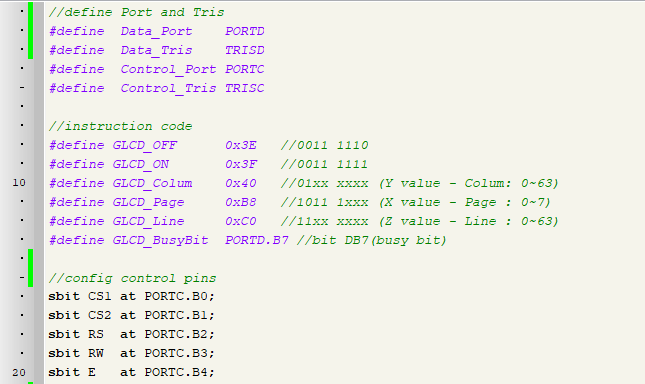 //define Port and Tris
#define  Data_Port    PORTD
#define  Data_Tris    TRISD
#define  Control_Port PORTC
#define  Control_Tris TRISC
//instruction code
#define GLCD_OFF      0x3E   //0011 1110
#define GLCD_ON       0x3F   //0011 1111
10 #define GLCD_Colum    0x40   //01xx xxxx (Y value - Colum: 0~63)
#define GLCD_Page     0xB8   //1011 1xxx (X value - Page : 0~7)
#define GLCD_Line     0xC0   //11xx xxxx (Z value - Line : 0~63)
#define GLCD_BusyBit  PORTD.B7 //bit DB7(busy bit)
//config control pins
sbit CS1 at PORTC.B0;
sbit CS2 at PORTC.B1;
sbit RS  at PORTC.B2;
sbit RW  at PORTC.B3;
20 sbit E   at PORTC.B4;